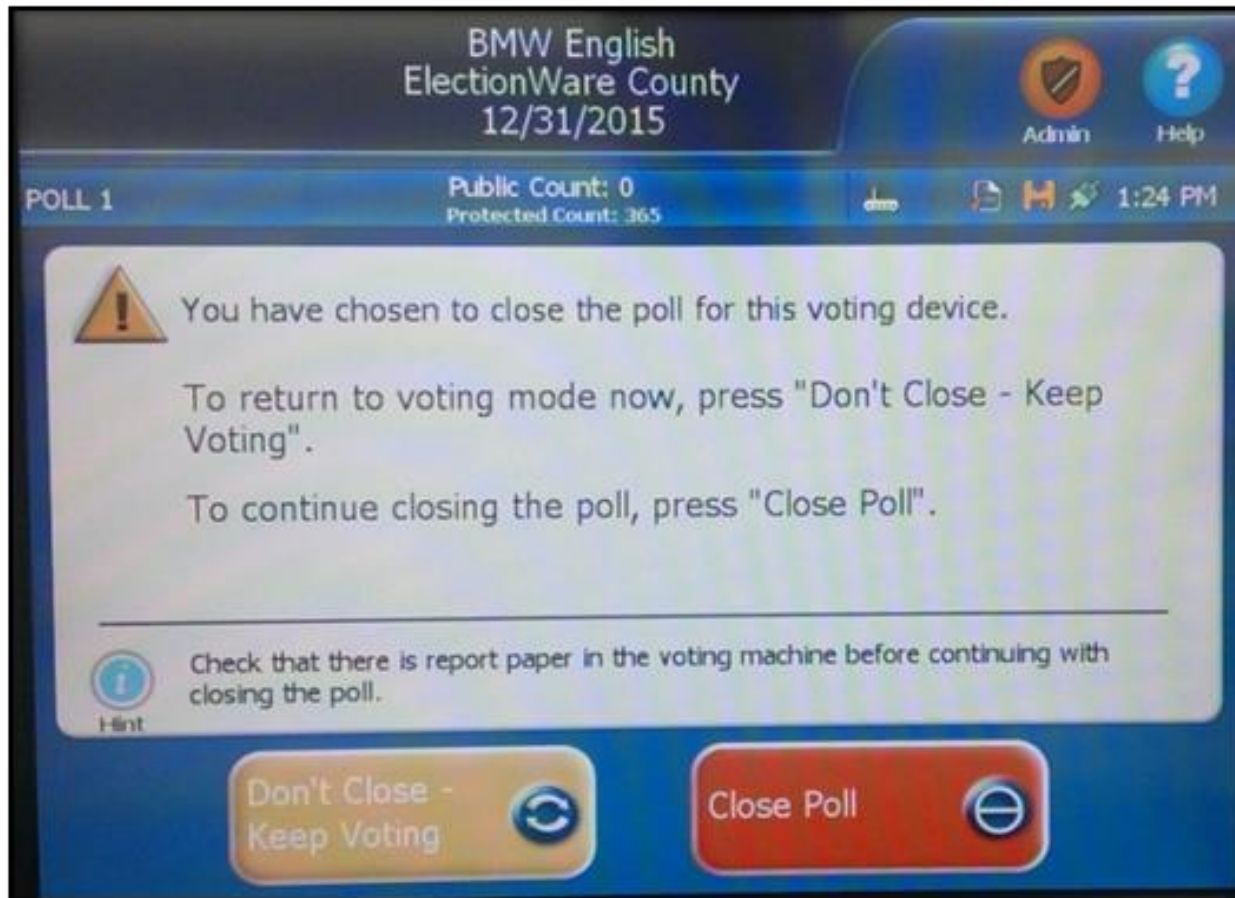 BMW English
ElectionWare County
12/31/2015
Admin
Help
POLL 1
Public Count: 0
Protected Count: 365
1:24 PM
You have chosen to close the poll for this voting device.
To return to voting mode now, press "Don't Close - Keep
Voting".
To continue closing the poll, press "Close Poll".
Check that there is report paper in the voting machine before continuing with
closing the poll.
Hint
Don't Close -
Keep Voting
Close Poll